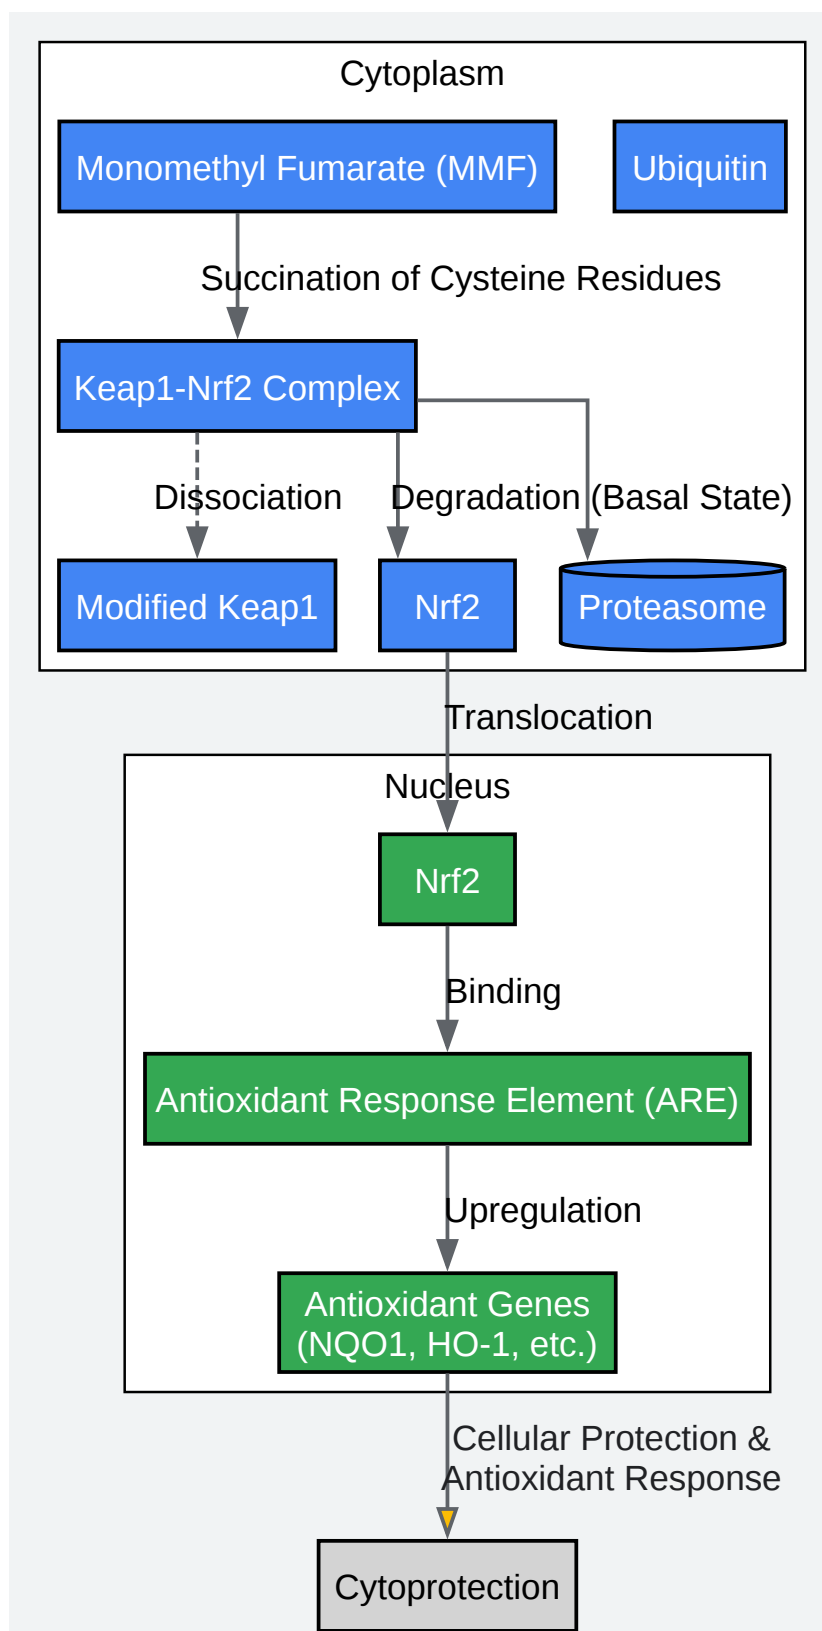 Cytoplasm
Monomethyl Fumarate (MMF)
Ubiquitin
Succination of Cysteine Residues
Keap1-Nrf2 Complex
Dissociation
Degradation (Basal State)
Modified Keap1
Nrf2
Proteasome
Translocation
Nucleus
Nrf2
Binding
Antioxidant Response Element (ARE)
Upregulation
Antioxidant Genes
(NQO1, HO-1, etc.)
Cellular Protection &
Antioxidant Response
Cytoprotection